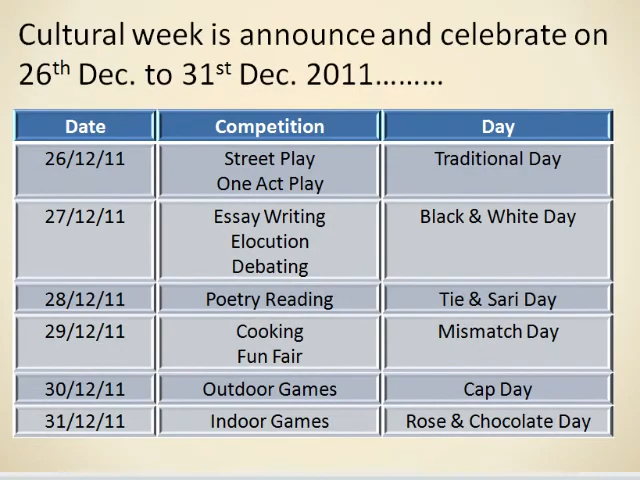 Cultural week is announce and celebrate on
26th Dec. to 31st Dec. 2011………
Date Competition Day
26/12/11 Street Play Traditional Day
One Act Play
27/12/11 Essay Writing Black & White Day
Elocution
Debating
28/12/11 Poetry Reading Tie & Sari Day
29/12/11 Cooking Mismatch Day
Fun Fair
30/12/11 Outdoor Games Cap Day
31/12/11 Indoor Games Rose & Chocolate Day